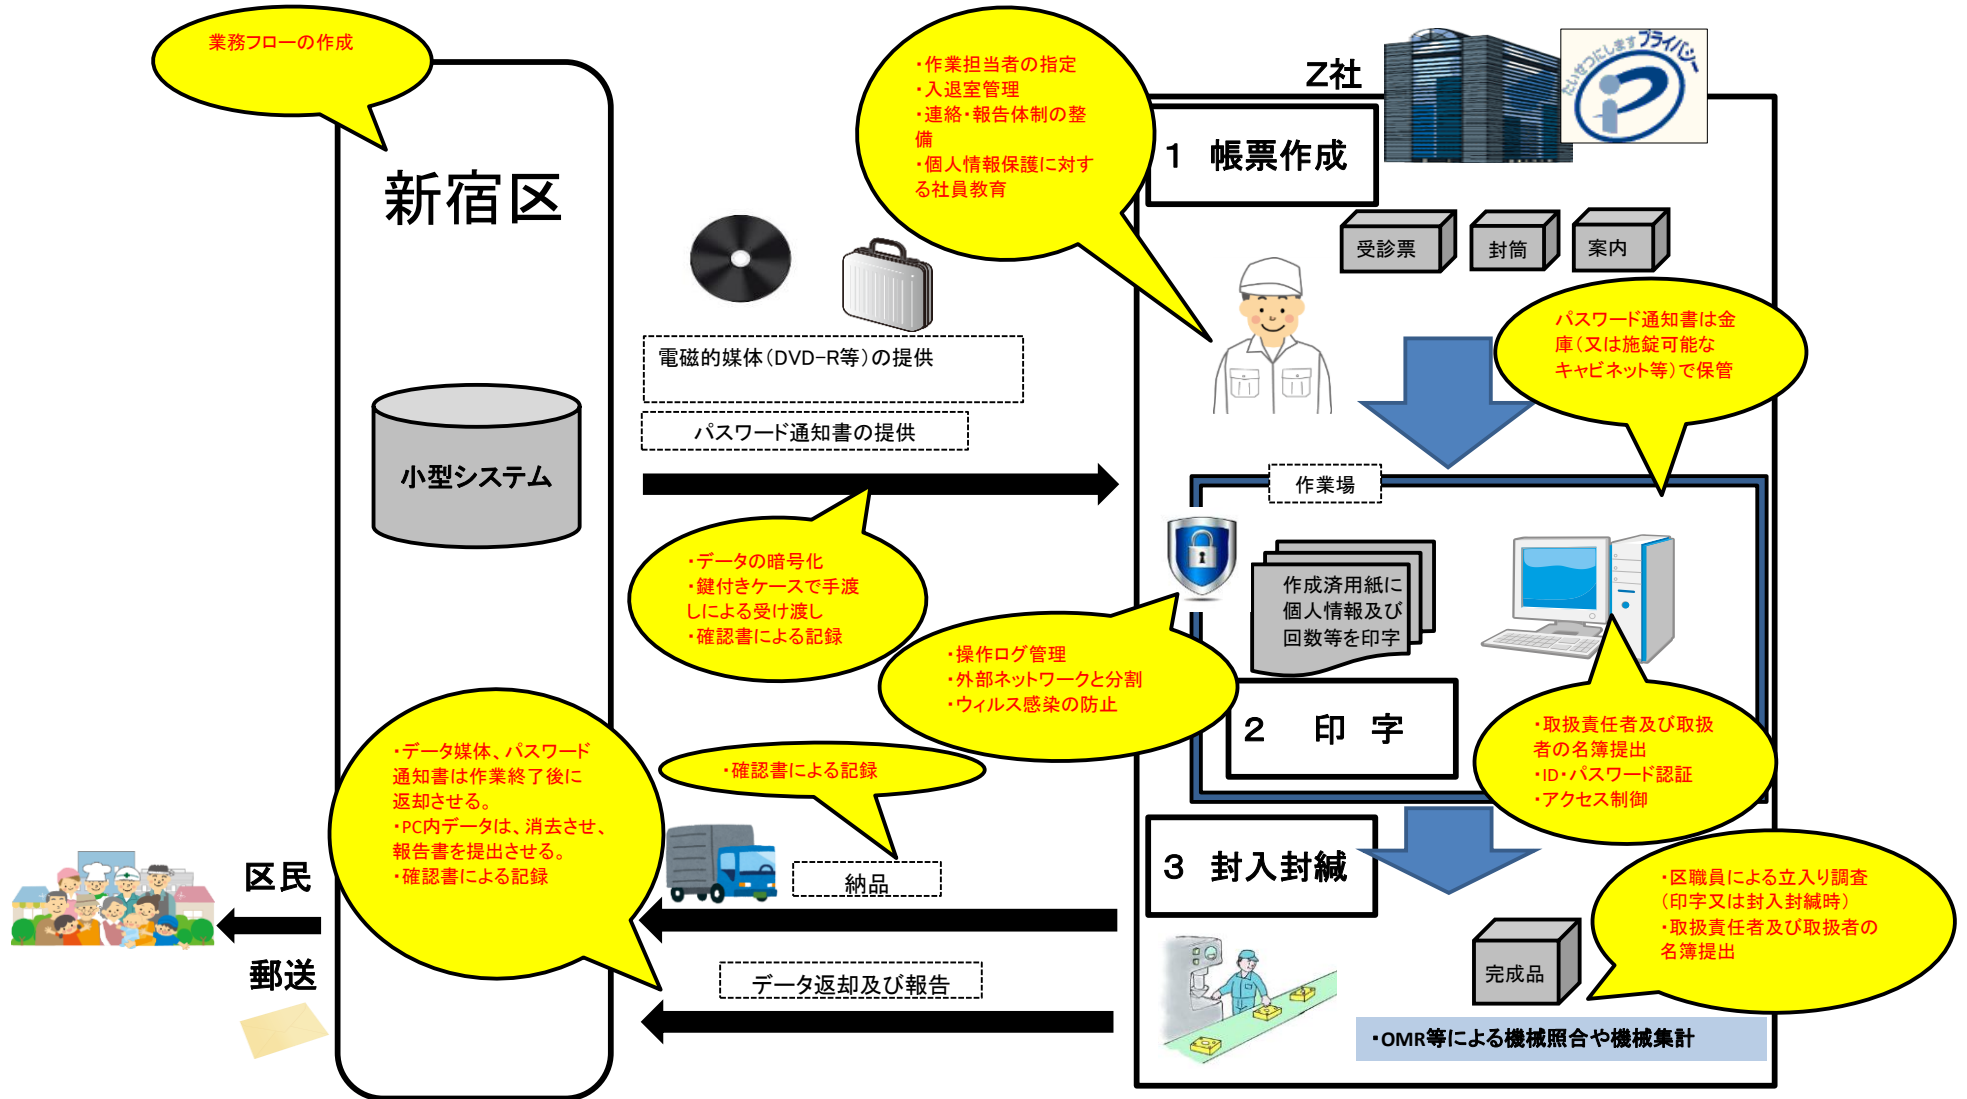 業務フローの作成
新宿区
小型システム
電磁的媒体(DVD-R等)の提供
パスワード通知書の提供
・データの暗号化
・鍵付きケースで手渡
しによる受け渡し
・確認書による記録
・作業担当者の指定
・入退室管理
・連絡・報告体制の整
備
・個人情報保護に対す
る社員教育
Z社
たいせつにします プライバシー
1 帳票作成
受診票
封筒
案内
パスワード通知書は金
庫(又は施錠可能な
キャビネット等)で保管
作業場
作成済用紙に
個人情報及び
回数等を印字
・操作ログ管理
・外部ネットワークと分割
・ウィルス感染の防止
2 印 字
・取扱責任者及び取扱
者の名簿提出
・ID・パスワード認証
・アクセス制御
3 封入封緘
・区職員による立入り調査
(印字又は封入封緘時)
・取扱責任者及び取扱者の
名簿提出
完成品
・OMR等による機械照合や機械集計
・確認書による記録
納品
データ返却及び報告
・データ媒体、パスワード
通知書は作業終了後に
返却させる。
・PC内データは、消去させ、
報告書を提出させる。
・確認書による記録
区民
郵送